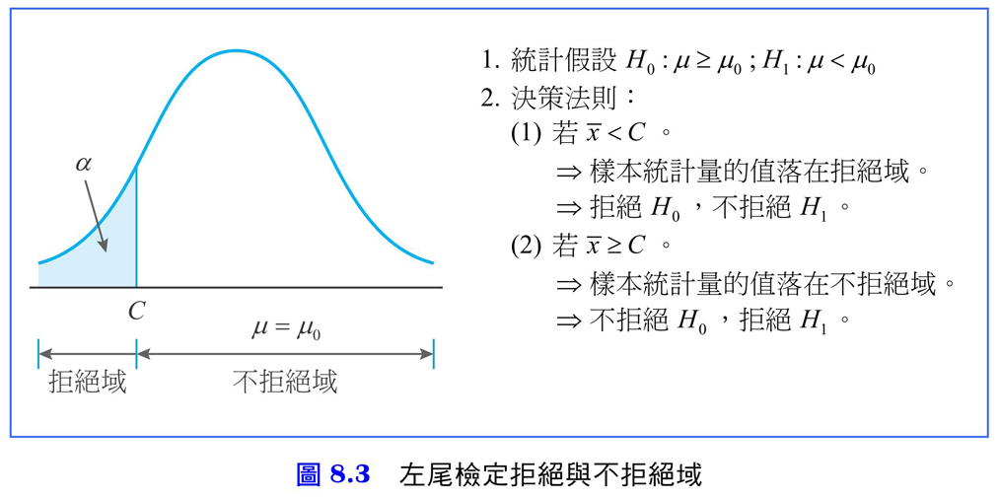 α
C
μ = μ₀
拒絕域
不拒絕域
1. 統計假設 H₀ : μ ≥ μ₀ ; H₁ : μ < μ₀
2. 決策法則：
(1) 若 x̄ < C 。
⇒ 樣本統計量的值落在拒絕域。
⇒ 拒絕 H₀ ，不拒絕 H₁ 。
(2) 若 x̄ ≥ C 。
⇒ 樣本統計量的值落在不拒絕域。
⇒ 不拒絕 H₀ ，拒絕 H₁ 。
圖 8.3 左尾檢定拒絕與不拒絕域